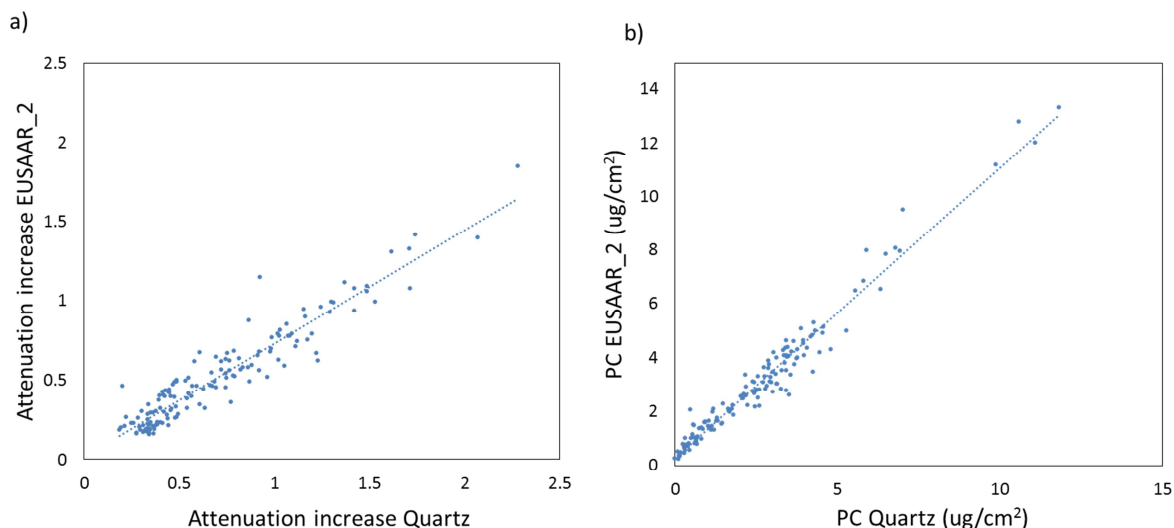 a)
Attenuation increase EUSAAR_2
2.5
2
1.5
1
0.5
0
0 0.5 1 1.5 2 2.5
Attenuation increase Quartz
b)
PC EUSAAR_2 (ug/cm²)
14
12
10
8
6
4
2
0
0 5 10 15
PC Quartz (ug/cm²)